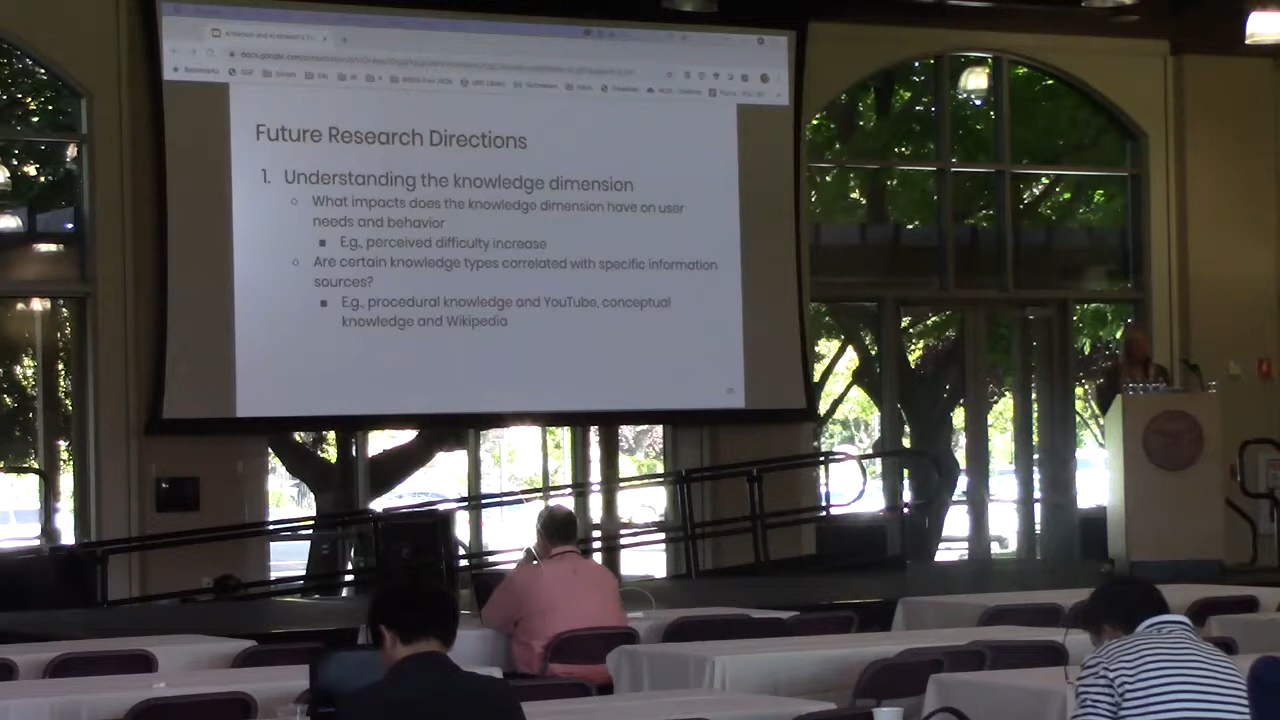 Bookmarks
Future Research Directions
1. Understanding the knowledge dimension
○ What impacts does the knowledge dimension have on user
needs and behavior
■ E.g., perceived difficulty increase
○ Are certain knowledge types correlated with specific information
sources?
■ E.g., procedural knowledge and YouTube, conceptual
knowledge and Wikipedia